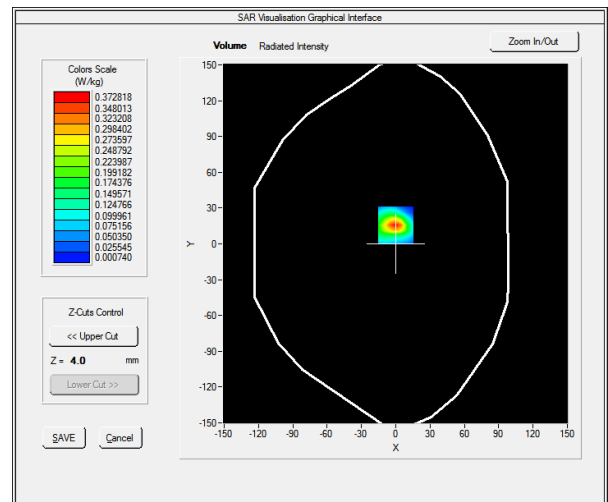 SAR Visualisation Graphical Interface
Volume Radiated Intensity
Zoom In/Out
Colors Scale
(W/kg)
0.372818
0.348013
0.323208
0.298402
0.273597
0.248792
0.223987
0.199182
0.174376
0.149571
0.124766
0.099961
0.075156
0.050350
0.025545
0.000740
Z-Cuts Control
<< Upper Cut
Z = 4.0 mm
Lower Cut >>
SAVE Cancel
150
120
90
60
30
0
-30
-60
-90
-120
-150
Y
-150 -120 -90 -60 -30 0 30 60 90 120 150
X